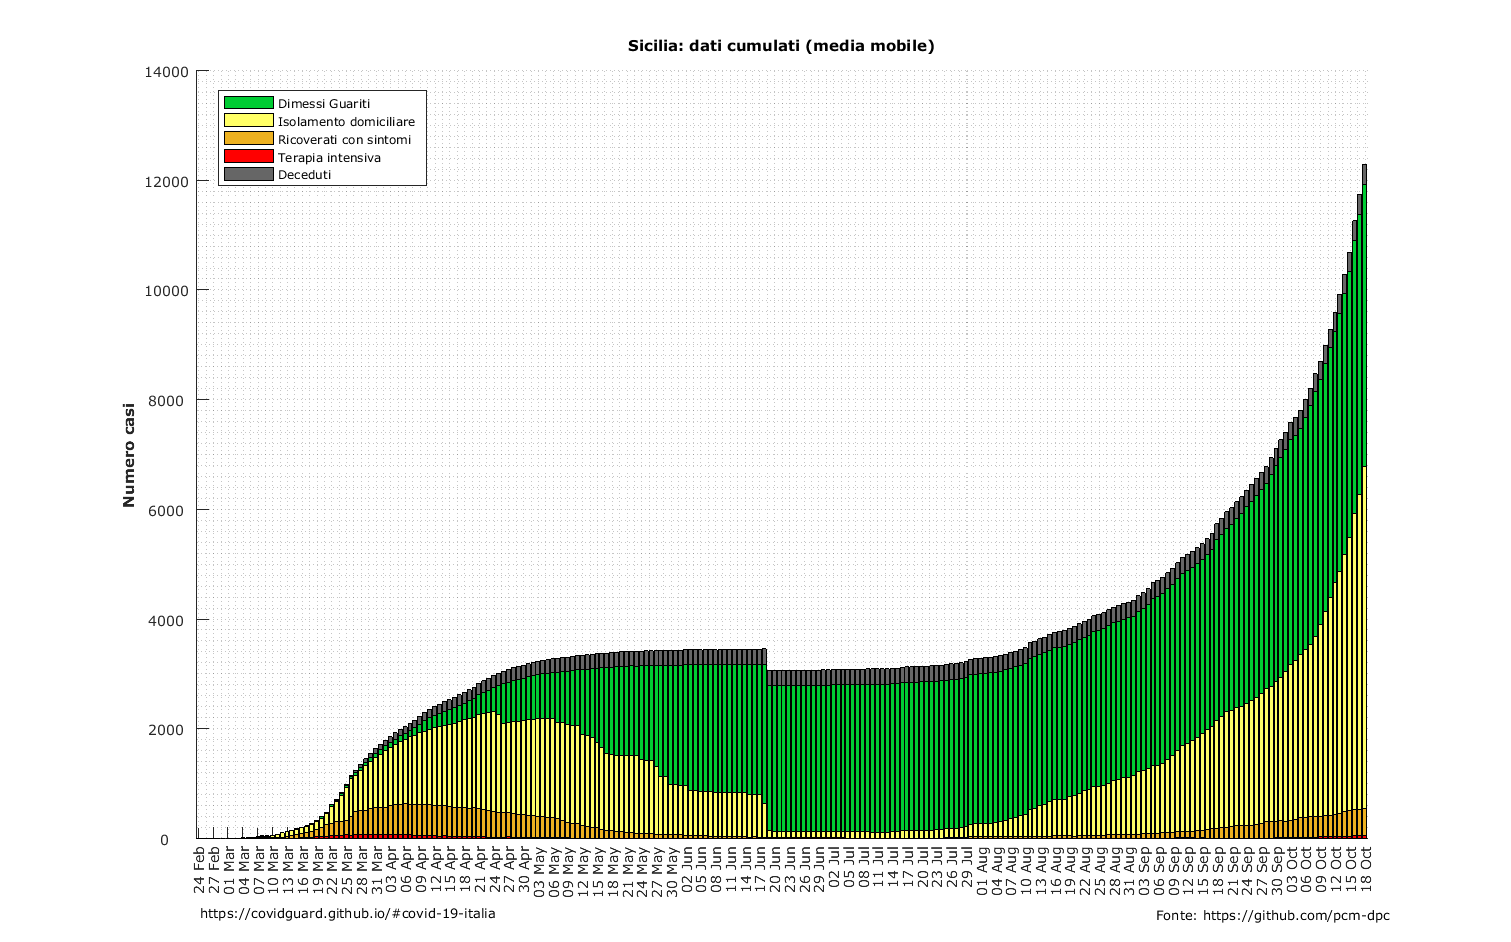 Sicilia: dati cumulati (media mobile)
14000
12000
10000
8000
6000
4000
2000
0
Numero casi
Dimessi Guariti
Isolamento domiciliare
Ricoverati con sintomi
Terapia intensiva
Deceduti
24 Feb
27 Feb
01 Mar
04 Mar
07 Mar
10 Mar
13 Mar
16 Mar
19 Mar
22 Mar
25 Mar
28 Mar
31 Mar
03 Apr
06 Apr
09 Apr
12 Apr
15 Apr
18 Apr
21 Apr
24 Apr
27 Apr
30 Apr
03 May
06 May
09 May
12 May
15 May
18 May
21 May
24 May
27 May
30 May
02 Jun
05 Jun
08 Jun
11 Jun
14 Jun
17 Jun
20 Jun
23 Jun
26 Jun
29 Jun
02 Jul
05 Jul
08 Jul
11 Jul
14 Jul
17 Jul
20 Jul
23 Jul
26 Jul
29 Jul
01 Aug
04 Aug
07 Aug
10 Aug
13 Aug
16 Aug
19 Aug
22 Aug
25 Aug
28 Aug
31 Aug
03 Sep
06 Sep
09 Sep
12 Sep
15 Sep
18 Sep
21 Sep
24 Sep
27 Sep
30 Sep
03 Oct
06 Oct
09 Oct
12 Oct
15 Oct
18 Oct
https://covidguard.github.io/#covid-19-italia
Fonte: https://github.com/pcm-dpc